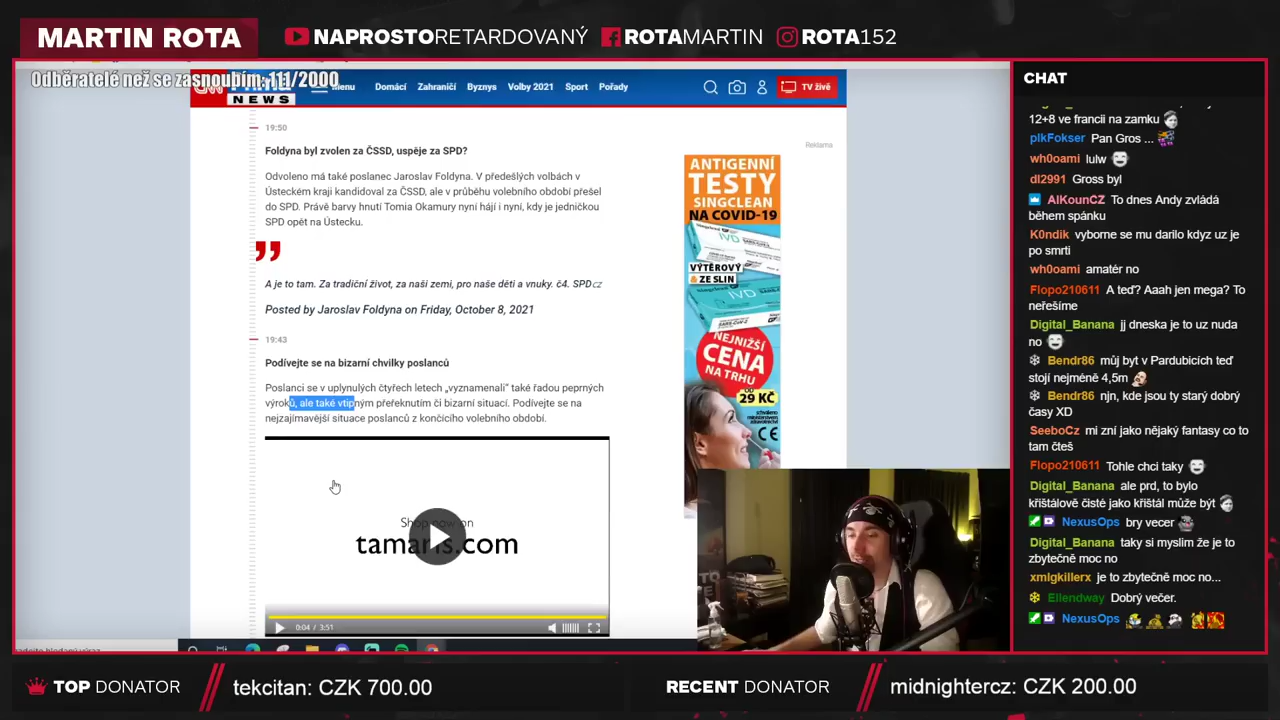 MARTIN ROTA
NAPROSTORETARDOVANÝ
ROTAMARTIN
ROTA152
Odběratelé než se zasnoubím: 111/2000
NEWS
Menu
Domácí
Zahraničí
Byznys
Volby 2021
Sport
Pořady
TV živě
19:50
Foldyna byl zvolen za ČSSD, uspěje za SPD?
Odvoleno má také poslanec Jaroslav Foldyna. V předešlých volbách v
Ústeckém kraji kandidoval za ČSSD, ale v průběhu volebního období přešel
do SPD. Právě barvy hnutí Tomia Okamury nyní hájí i nyní, kdy je jedničkou
SPD opět na Ústecku.
A je to tam. Za tradiční život, za naši zemi, pro naše děti a vnuky. č4. SPDcz
Posted by Jaroslav Foldyna on Friday, October 8, 2021
19:43
Podívejte se na bizarní chvilky poslanců
Poslanci se v uplynulých čtyřech letech „vyznamenali“ také řadou peprných
výroků, ale také vtipným přeřeknutím či bizarní situací. Podívejte se na
nejzajímavější situace poslanců z končícího volebního období.
Shop now on
tamaris.com
0:04 / 3:51
Reklama
ANTIGENNÍ
TESTY
SINGCLEAN
NA COVID-19
IVD
VÝTĚROVÝ
ZE SLIN
IVD
NEJNIŽŠÍ
CENA
NA TRHU
OD
29 KČ
CHAT
12+8 ve francii na zamku
plkFokser Pan Pes ...
wh0oami lulw
dl2991 Gross byl
AlKounCZ To dnes Andy zvládá
během spánku
K0ndik vyborne se mu darilo kdyz uz je
po smrti
wh0oami amatér no
Flopo210611 A ted? Aaah jen mega? To
neřešíme
Digital_Banana jj dneska je to uz nuda
no
Bendr86 můj byt v Pardubicích teď
stojí nejméně 4,5m :)
Bendr86 njn, kde jsou ty starý dobrý
časy XD
SeeboCz mi zní jako nějaký fantasy co to
tam čteš
Flopo210611 no chci taky
Digital_Banana ale prd, to bylo
brutalově čisté aby ti neušil může být
NexusOps brý vecer
Digital_Banana taky si myslim že je to
zbytečně moc no
xmlgkillerx je to zbytečně moc no...
Ellendway Dobrý večer.
NexusOps
TOP DONATOR
tekcitan: CZK 700.00
RECENT DONATOR
midnightercz: CZK 200.00